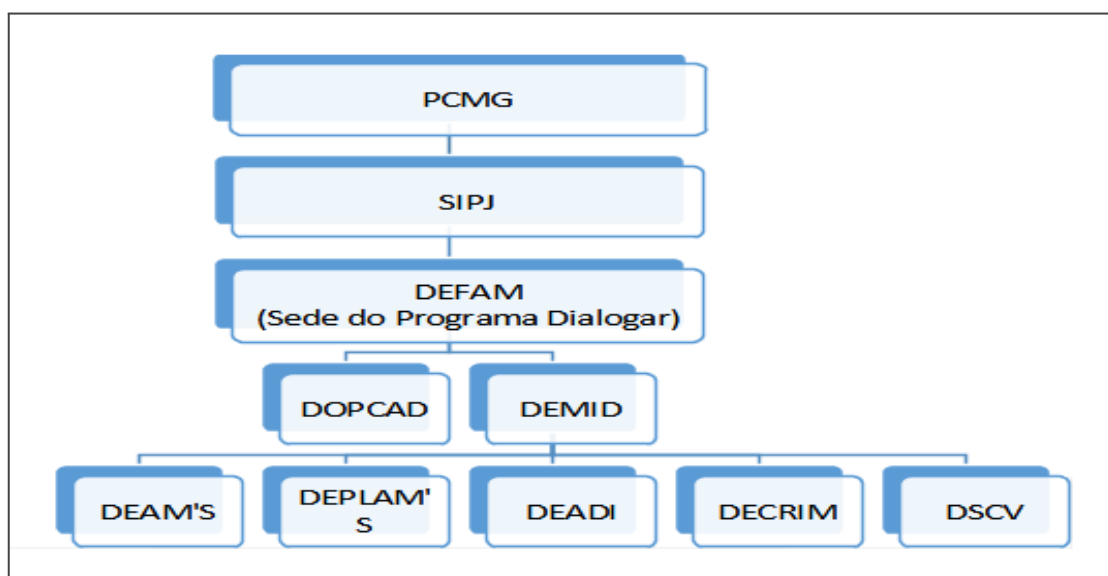 PCMG
SIPJ
DEFAM
(Sede do Programa Dialogar)
DOPCAD
DEMID
DEAM'S
DEPLAM'
S
DEADI
DECRIM
DSCV